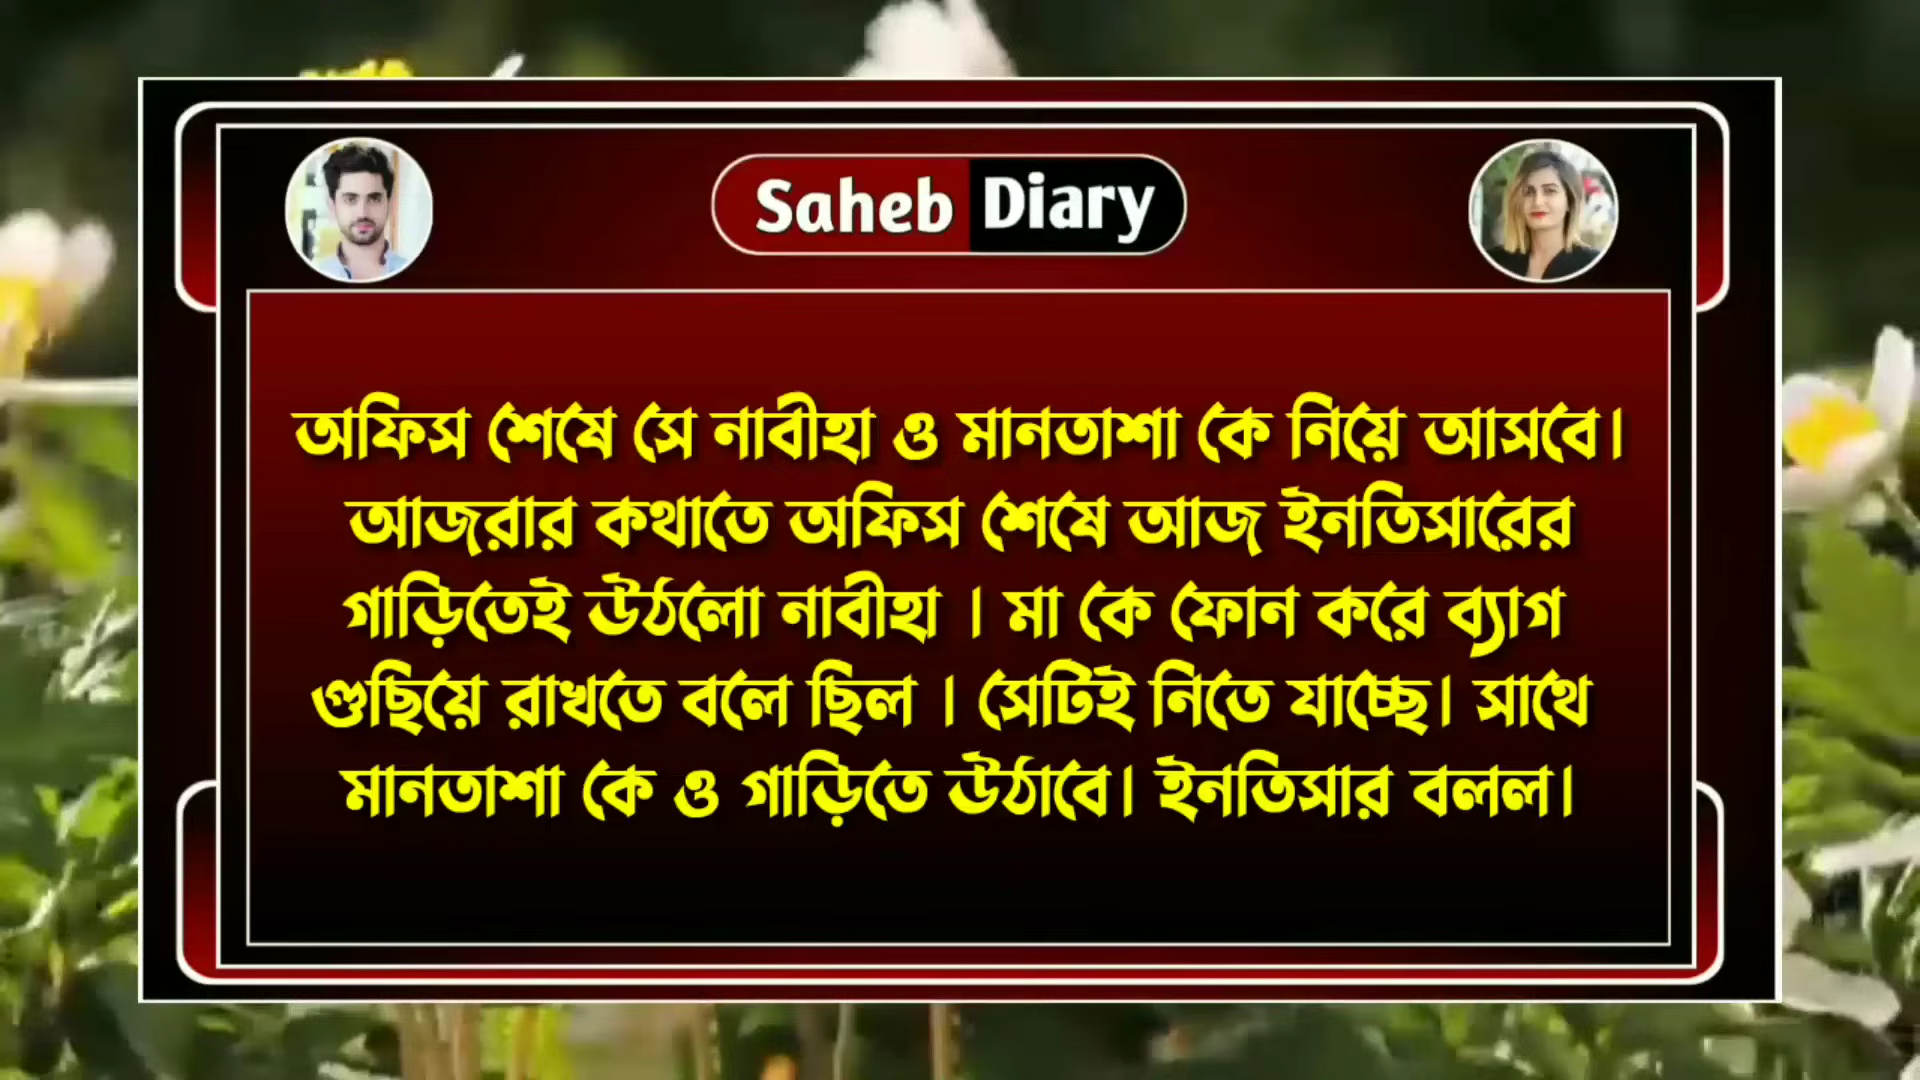 Saheb Diary
অফিস শেষে সে নাবীহা ও মানতাশা কে নিয়ে আসবে।
আজরার কথাতে অফিস শেষে আজ ইনতিসারের
গাড়িতেই উঠলো নাবীহা । মা কে ফোন করে ব্যাগ
গুছিয়ে রাখতে বলে ছিল । সেটিই নিতে যাচ্ছে। সাথে
মানতাশা কে ও গাড়িতে উঠাবে। ইনতিসার বলল।